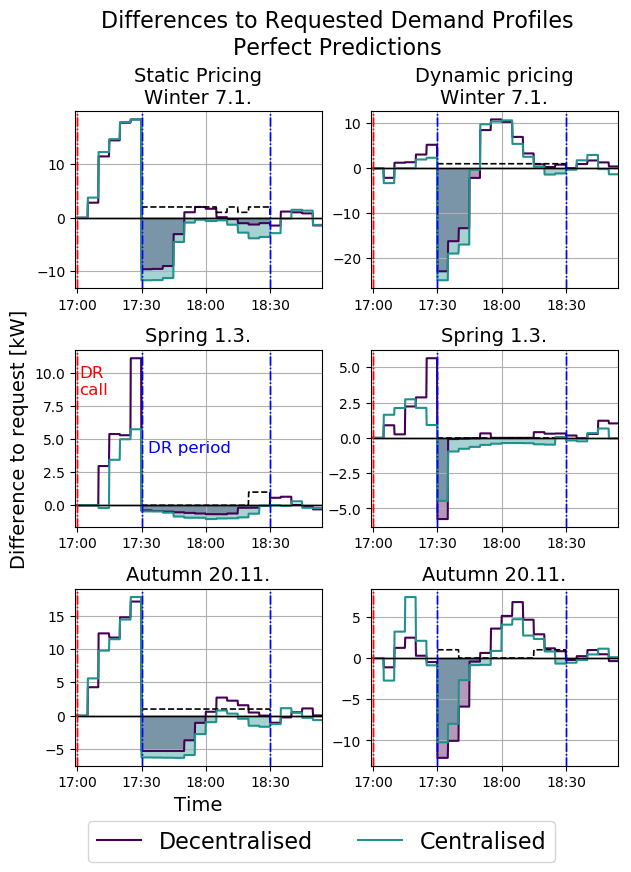 Differences to Requested Demand Profiles
Perfect Predictions
Static Pricing
Winter 7.1.
10
0
−10
17:00
17:30
18:00
18:30
Dynamic pricing
Winter 7.1.
10
0
−10
−20
17:00
17:30
18:00
18:30
Difference to request [kW]
Spring 1.3.
10.0
7.5
5.0
2.5
0.0
DR
call
DR period
17:00
17:30
18:00
18:30
Spring 1.3.
5.0
2.5
0.0
−2.5
−5.0
17:00
17:30
18:00
18:30
Autumn 20.11.
15
10
5
0
−5
17:00
17:30
18:00
18:30
Time
Autumn 20.11.
5
0
−5
−10
17:00
17:30
18:00
18:30
Decentralised
Centralised